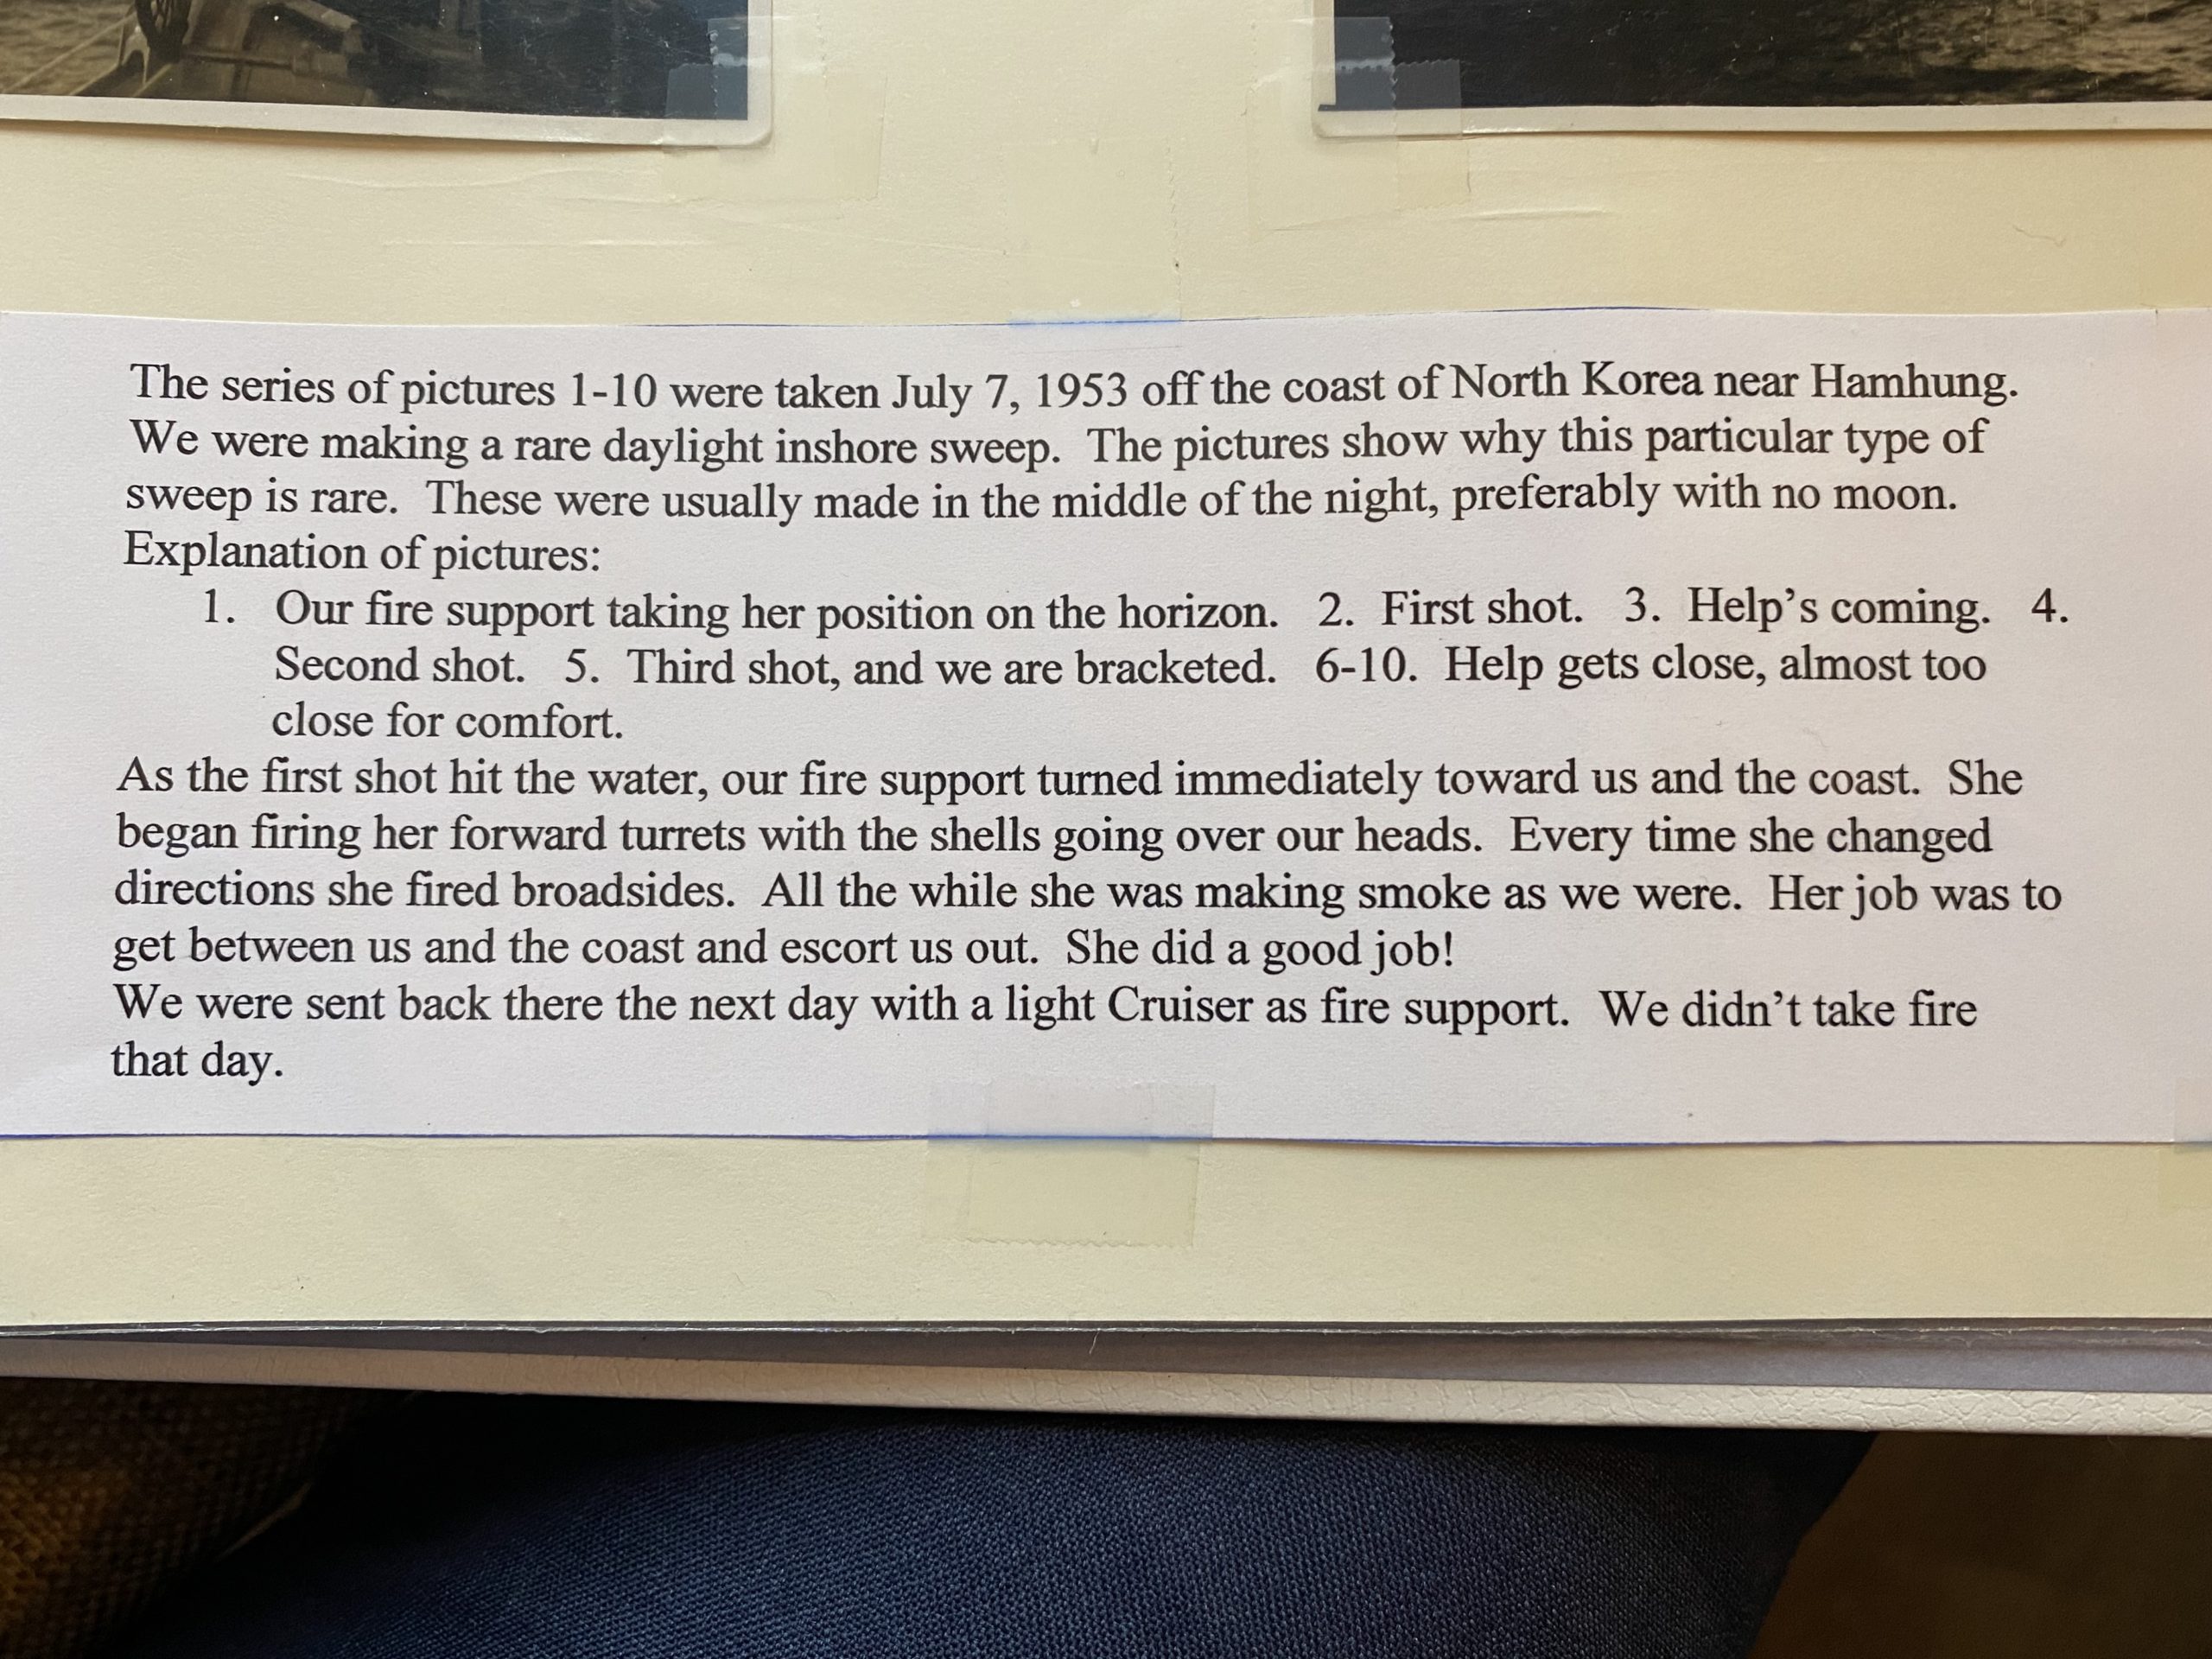 The series of pictures 1-10 were taken July 7, 1953 off the coast of North Korea near Hamhung.
We were making a rare daylight inshore sweep.  The pictures show why this particular type of
sweep is rare.  These were usually made in the middle of the night, preferably with no moon.
Explanation of pictures:
1.   Our fire support taking her position on the horizon.   2.  First shot.   3.  Help’s coming.   4.
Second shot.   5.  Third shot, and we are bracketed.   6-10.  Help gets close, almost too
close for comfort.
As the first shot hit the water, our fire support turned immediately toward us and the coast.  She
began firing her forward turrets with the shells going over our heads.  Every time she changed
directions she fired broadsides.  All the while she was making smoke as we were.  Her job was to
get between us and the coast and escort us out.  She did a good job!
We were sent back there the next day with a light Cruiser as fire support.  We didn’t take fire
that day.